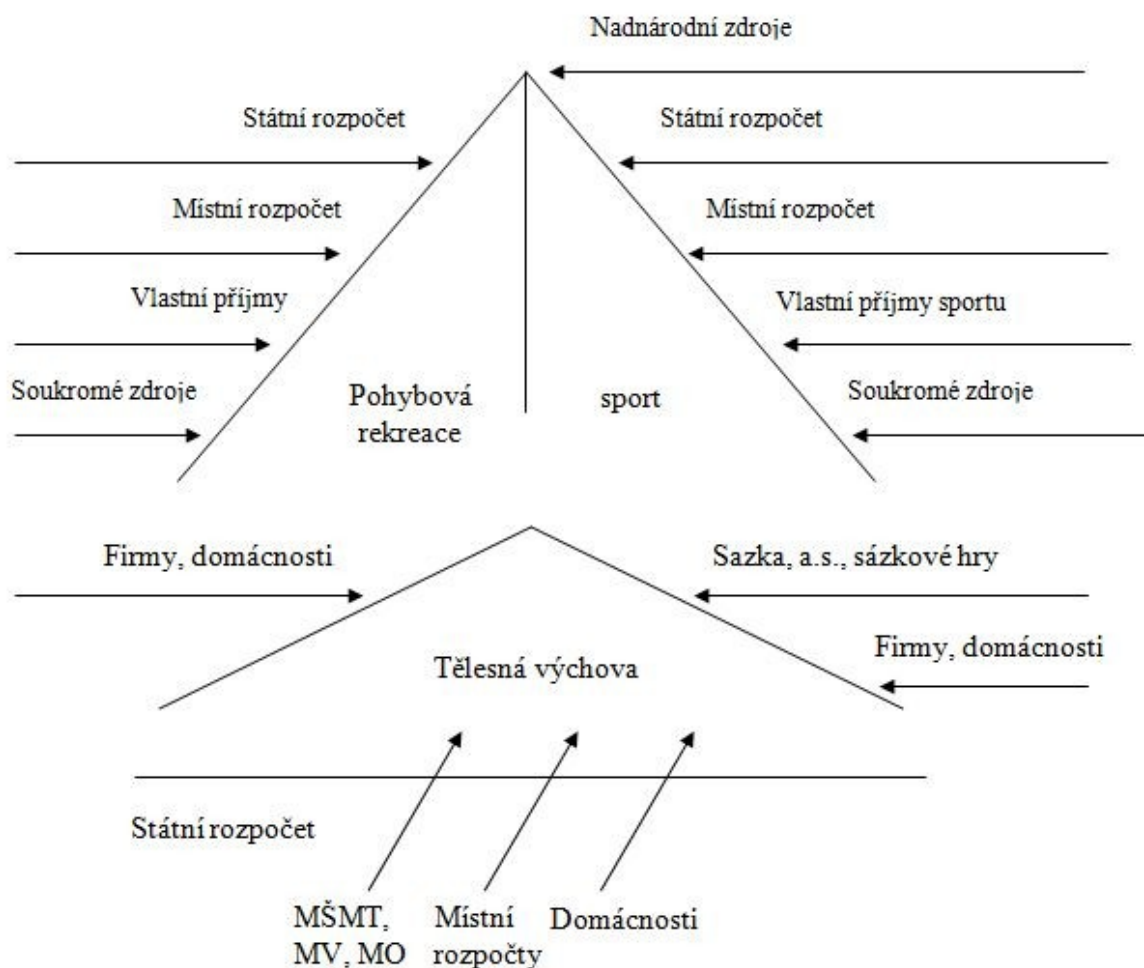 Nadnárodní zdroje
Státní rozpočet
Státní rozpočet
Místní rozpočet
Místní rozpočet
Vlastní příjmy
Vlastní příjmy sportu
Soukromé zdroje
Pohybová
rekreace
sport
Soukromé zdroje
Firmy, domácnosti
Sazka, a.s., sázkové hry
Tělesná výchova
Firmy, domácnosti
Státní rozpočet
MŠMT,
MV, MO
Místní
rozpočty
Domácnosti